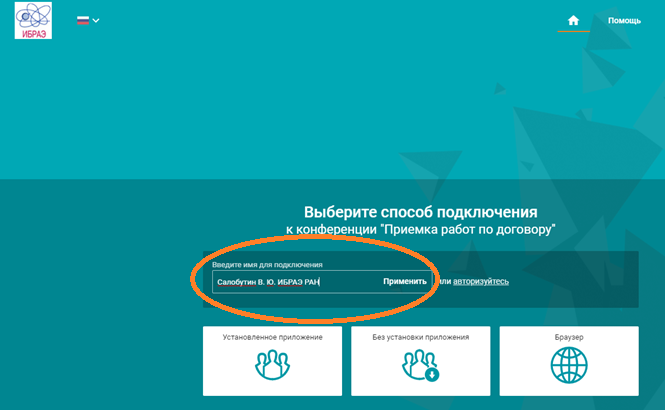 ИБРАЭ
Помощь
Выберите способ подключения
к конференции "Приемка работ по договору"
Введите имя для подключения
Салобутин В. Ю. ИБРАЭ РАН Применить или авторизуйтесь
Установленное приложение
Без установки приложения
Браузер